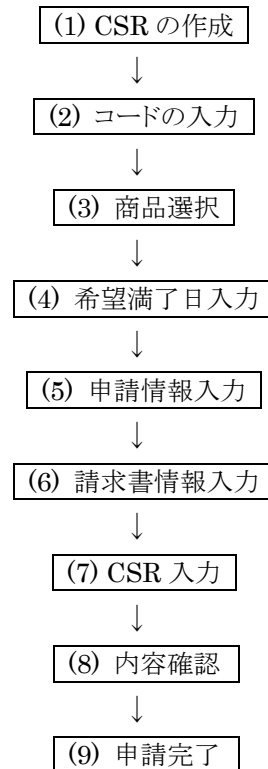 (1) CSR の作成
↓
(2) コードの入力
↓
(3) 商品選択
↓
(4) 希望満了日入力
↓
(5) 申請情報入力
↓
(6) 請求書情報入力
↓
(7) CSR 入力
↓
(8) 内容確認
↓
(9) 申請完了